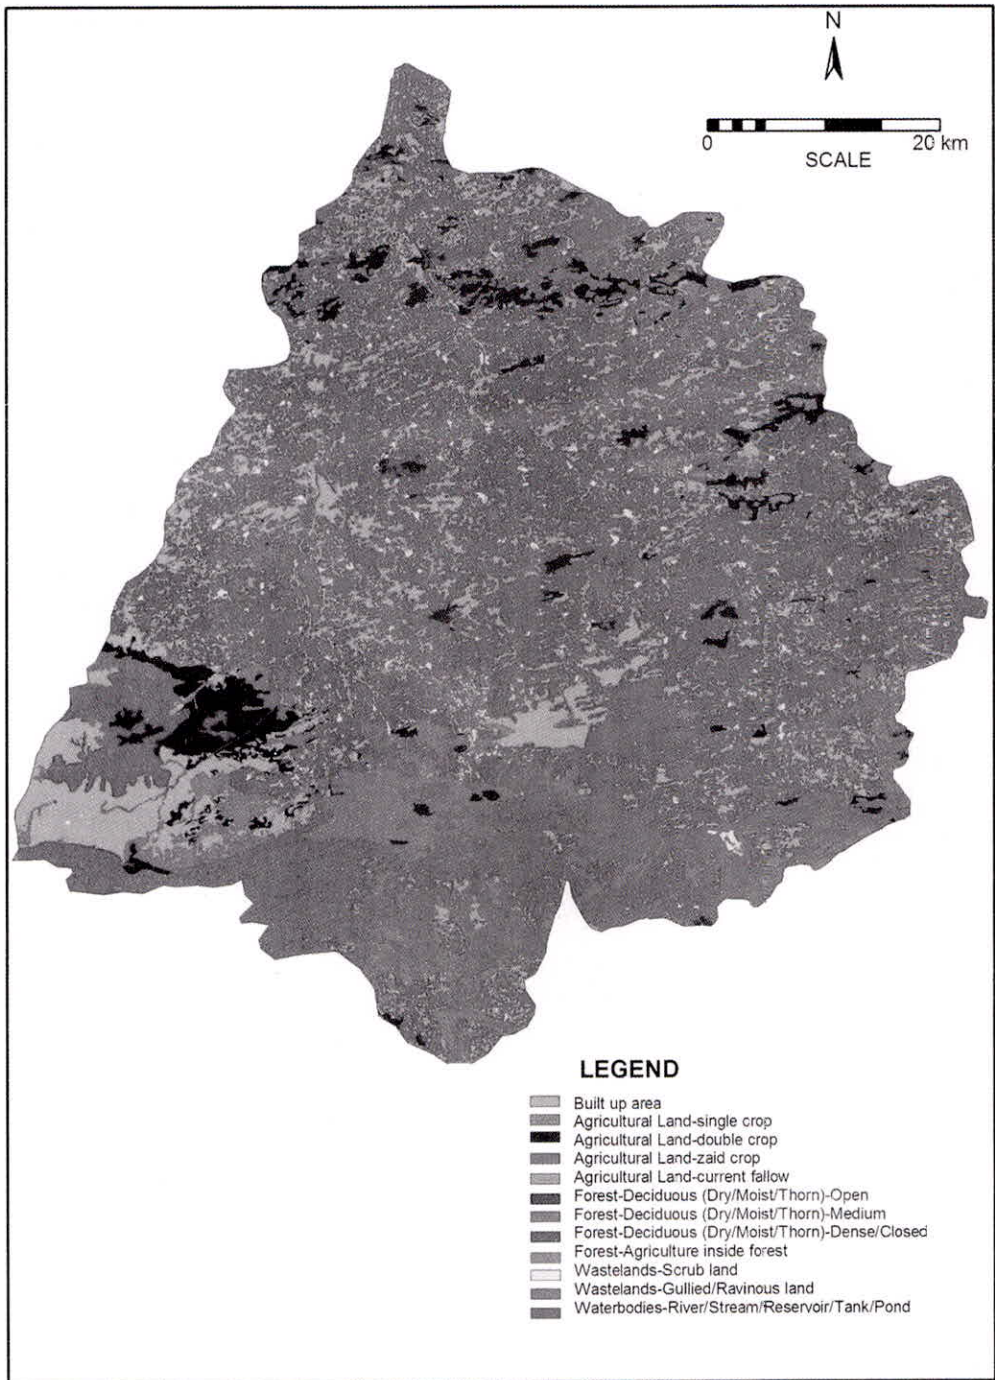 N
0 20 km
SCALE
LEGEND
Built up area
Agricultural Land-single crop
Agricultural Land-double crop
Agricultural Land-zaid crop
Agricultural Land-current fallow
Forest-Deciduous (Dry/Moist/Thorn)-Open
Forest-Deciduous (Dry/Moist/Thorn)-Medium
Forest-Deciduous (Dry/Moist/Thorn)-Dense/Closed
Forest-Agriculture inside forest
Wastelands-Scrub land
Wastelands-Gullied/Ravinous land
Waterbodies-River/Stream/Reservoir/Tank/Pond